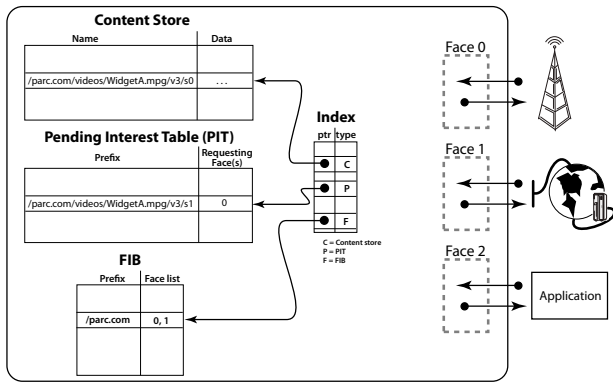 Content Store
Name Data
/parc.com/videos/WidgetA.mpg/v3/s0 ...
Pending Interest Table (PIT)
Prefix Requesting Face(s)
/parc.com/videos/WidgetA.mpg/v3/s1 0
FIB
Prefix Face list
/parc.com 0, 1
Index
ptr type
C
P
F
C = Content store
P = PIT
F = FIB
Face 0
Face 1
Face 2
Application